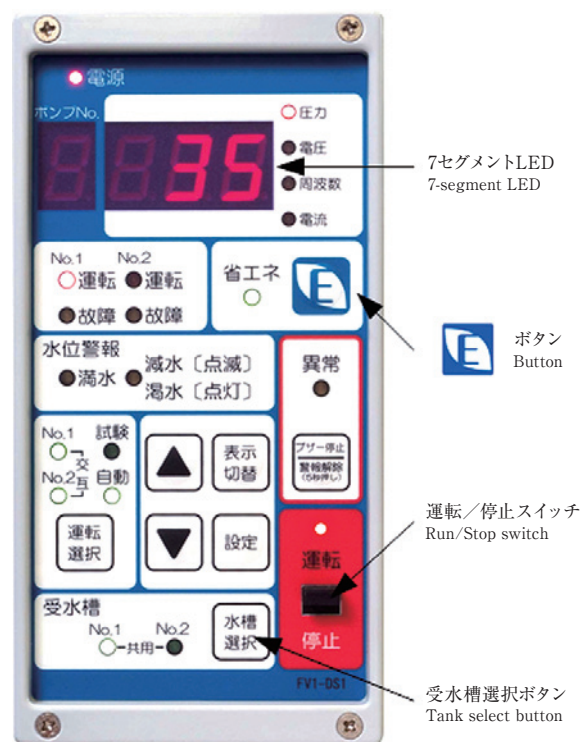 電源
ポンプNo.
圧力
35
電圧
周波数
電流
7セグメントLED
7-segment LED
No.1 No.2
運転 運転
故障 故障
省エネ
E
E
ボタン
Button
水位警報
満水
減水〔点滅〕
渇水〔点灯〕
異常
ブザー停止
警報解除
(5秒押し)
No.1 試験
交互
No.2 自動
運転
選択
▲
表示
切替
▼
設定
運転
停止
運転／停止スイッチ
Run/Stop switch
受水槽
No.1 No.2
共用
水槽
選択
FV1-DS1
受水槽選択ボタン
Tank select button